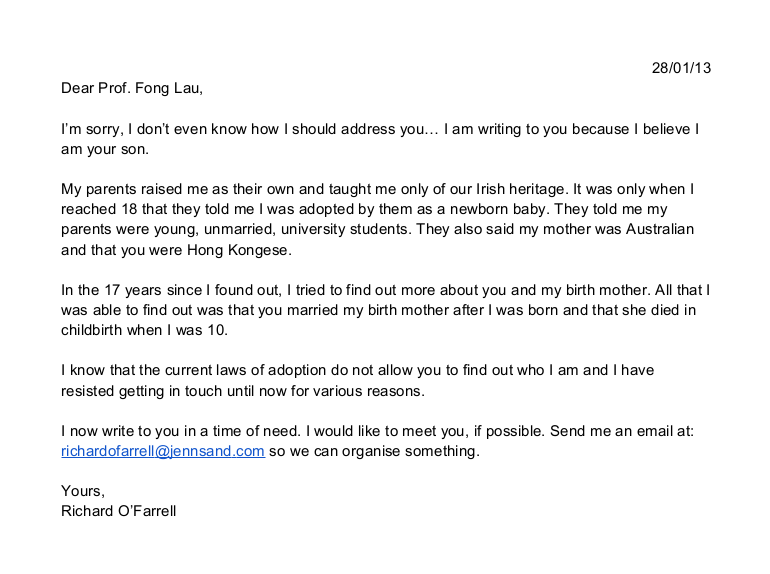 28/01/13
Dear Prof. Fong Lau,
I'm sorry, I don't even know how I should address you… I am writing to you because I believe I
am your son.
My parents raised me as their own and taught me only of our Irish heritage. It was only when I
reached 18 that they told me I was adopted by them as a newborn baby. They told me my
parents were young, unmarried, university students. They also said my mother was Australian
and that you were Hong Kongese.
In the 17 years since I found out, I tried to find out more about you and my birth mother. All that I
was able to find out was that you married my birth mother after I was born and that she died in
childbirth when I was 10.
I know that the current laws of adoption do not allow you to find out who I am and I have
resisted getting in touch until now for various reasons.
I now write to you in a time of need. I would like to meet you, if possible. Send me an email at:
richardofarrell@jennsand.com so we can organise something.
Yours,
Richard O'Farrell